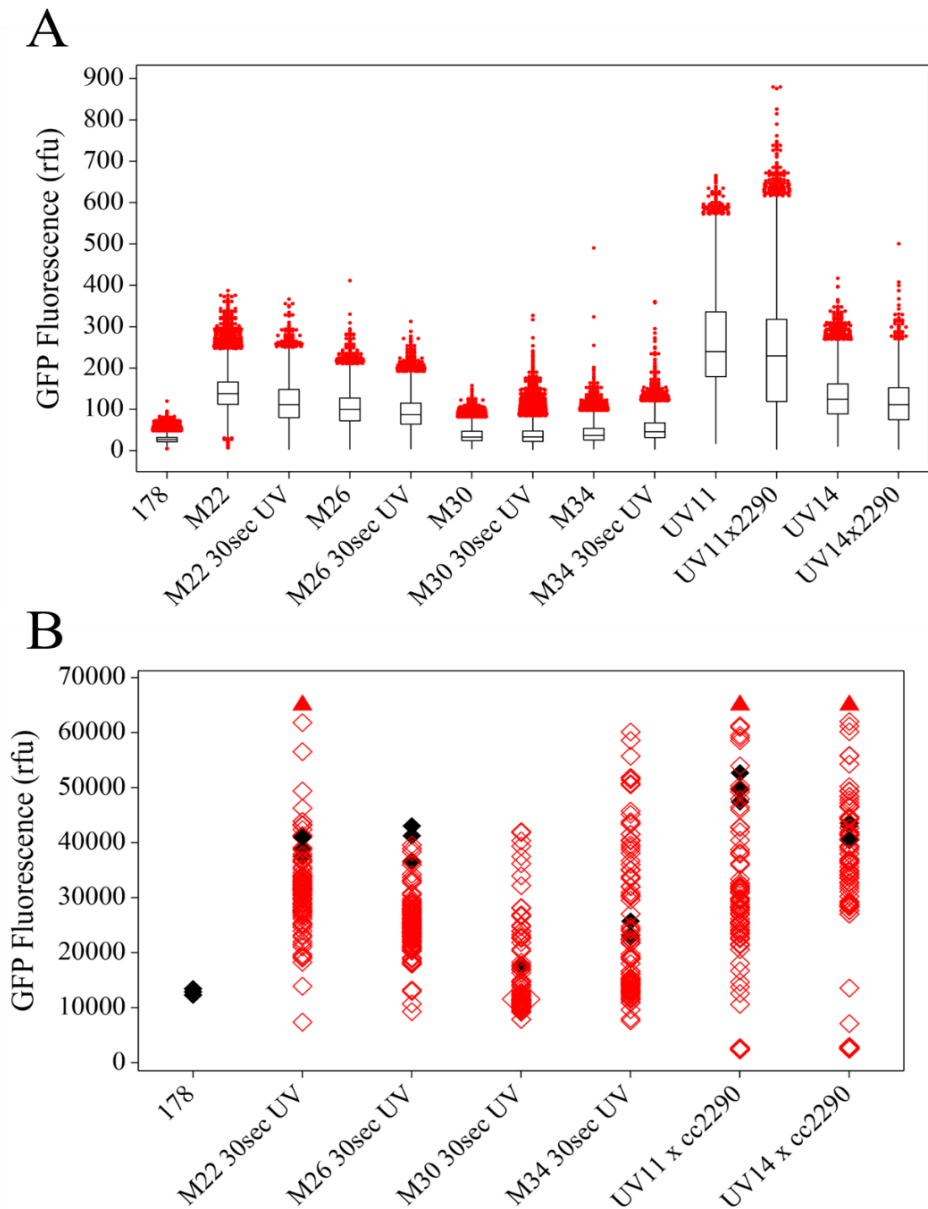 A
GFP Fluorescence (rfu)
900
800
700
600
500
400
300
200
100
0
178
M22
M22 30sec UV
M26
M26 30sec UV
M30
M30 30sec UV
M34
M34 30sec UV
UV11
UV11x2290
UV14
UV14x2290
B
GFP Fluorescence (rfu)
70000
60000
50000
40000
30000
20000
10000
0
178
M22 30sec UV
M26 30sec UV
M30 30sec UV
M34 30sec UV
UV11 x cc2290
UV14 x cc2290